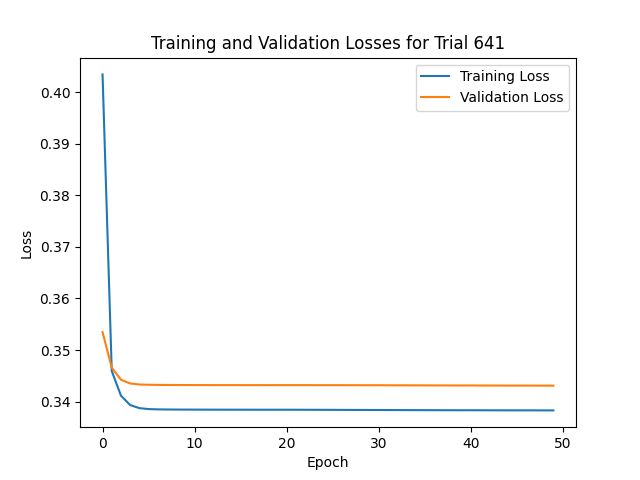 Training and Validation Losses for Trial 641
Training Loss
Validation Loss
Loss
0.40
0.39
0.38
0.37
0.36
0.35
0.34
0 10 20 30 40 50
Epoch